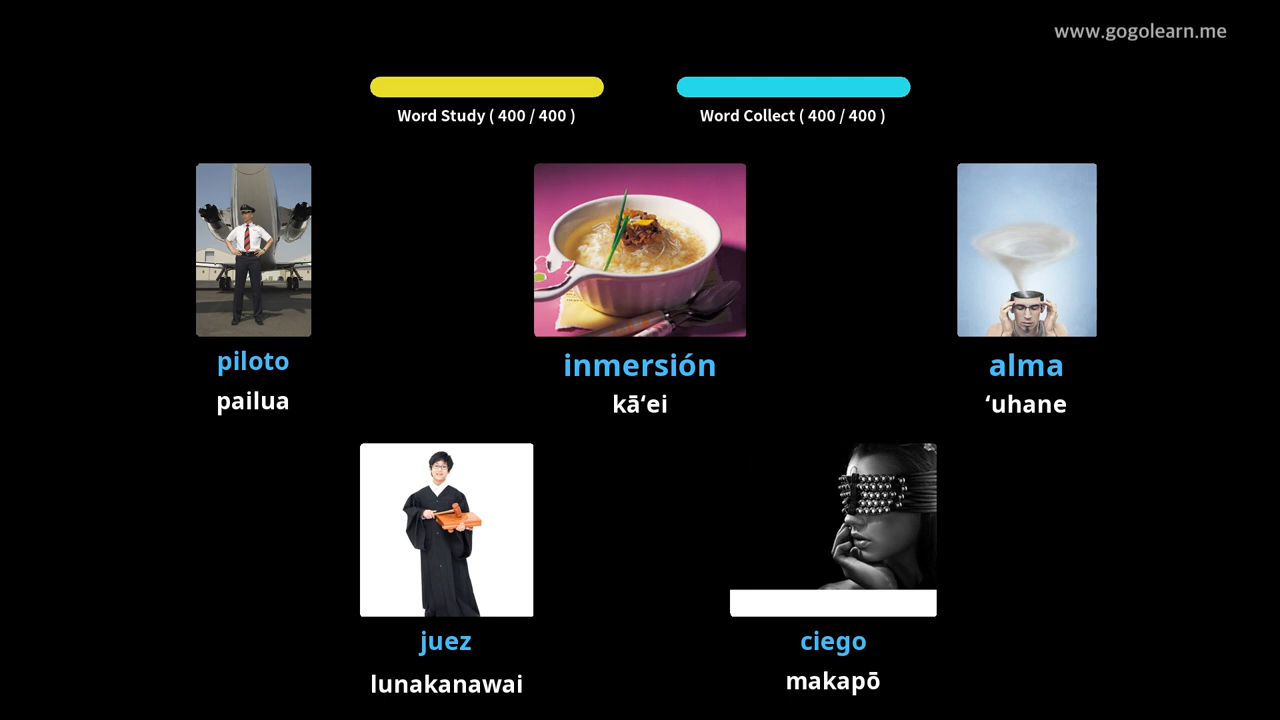 www.gogolearn.me
Word Study ( 400 / 400 )
Word Collect ( 400 / 400 )
piloto
pailua
inmersión
kāʻei
alma
ʻuhane
juez
lunakanawai
ciego
makapō